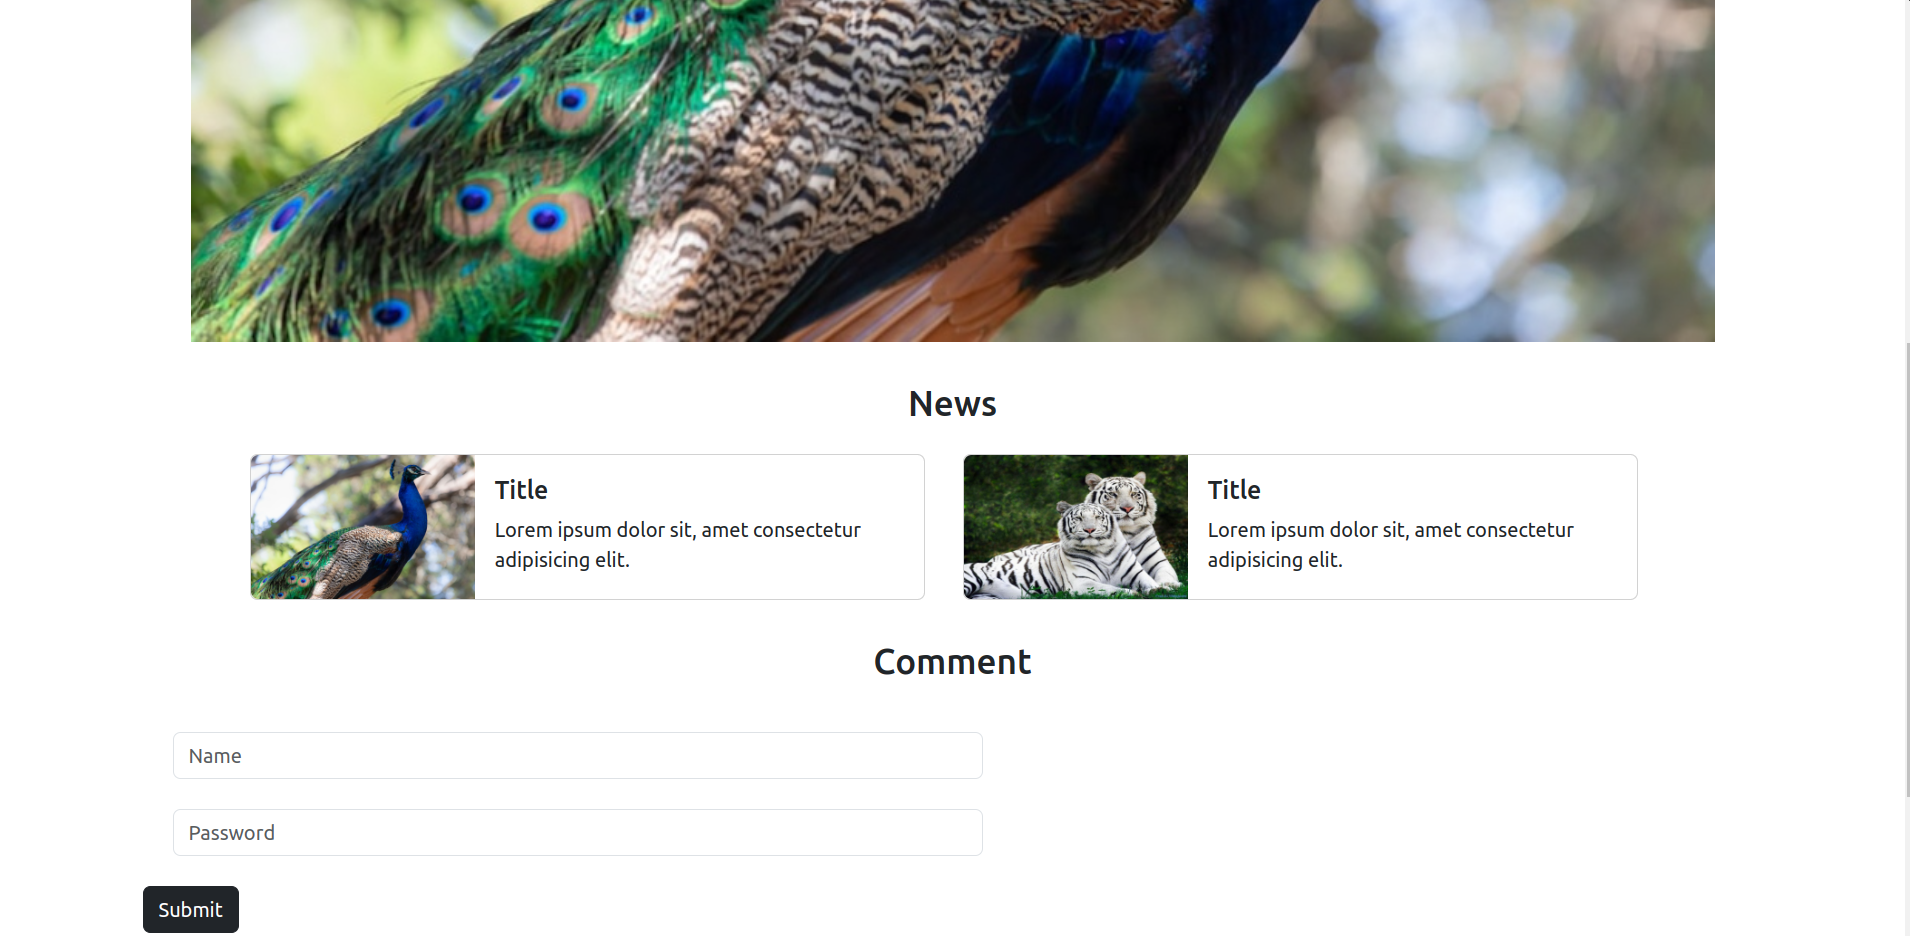 News
Title
Lorem ipsum dolor sit, amet consectetur
adipisicing elit.
Title
Lorem ipsum dolor sit, amet consectetur
adipisicing elit.
Comment
Name
Password
Submit